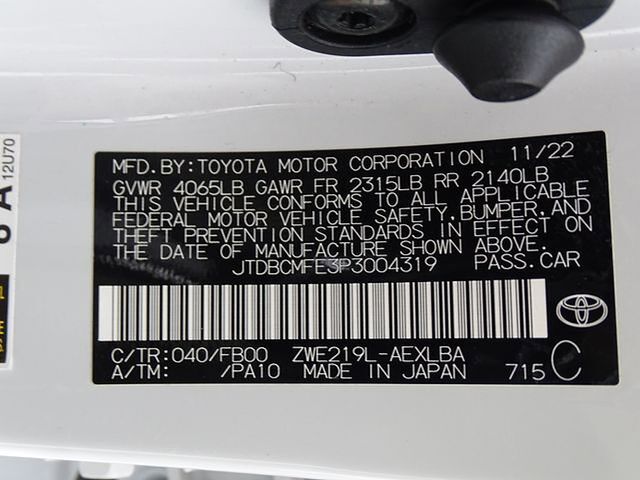 12U70
MFD.BY:TOYOTA MOTOR CORPORATION 11/22
GVWR 4065LB GAWR FR 2315LB RR 2140LB
THIS VEHICLE CONFORMS TO ALL APPLICABLE
FEDERAL MOTOR VEHICLE SAFETY,BUMPER,AND
THEFT PREVENTION STANDARDS IN EFFECT ON
THE DATE OF MANUFACTURE SHOWN ABOVE.
JTDBCMFE3P3004319 PASS.CAR
C/TR:040/FB00 ZWE219L-AEXLBA
A/TM: /PA10 MADE IN JAPAN 715 C